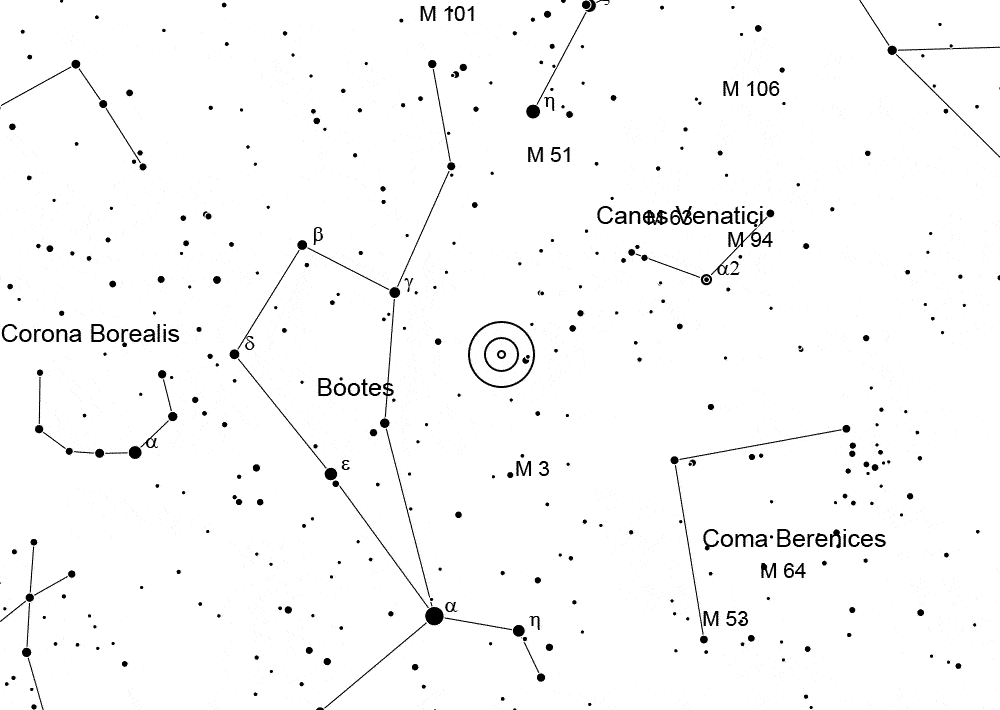 M 101
η
M 106
M 51
Canes Venatici
M 63
M 94
α2
β
γ
Corona Borealis
δ
Bootes
α
ε
M 3
Coma Berenices
M 64
α
M 53
η